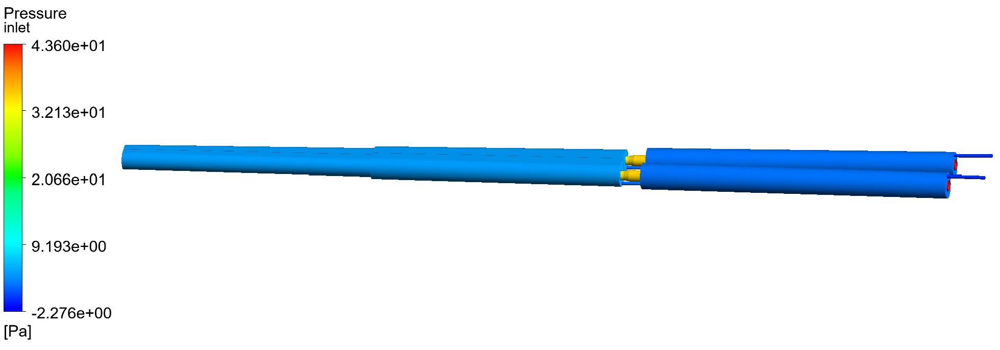 Pressure
inlet
4.360e+01
3.213e+01
2.066e+01
9.193e+00
-2.276e+00
[Pa]